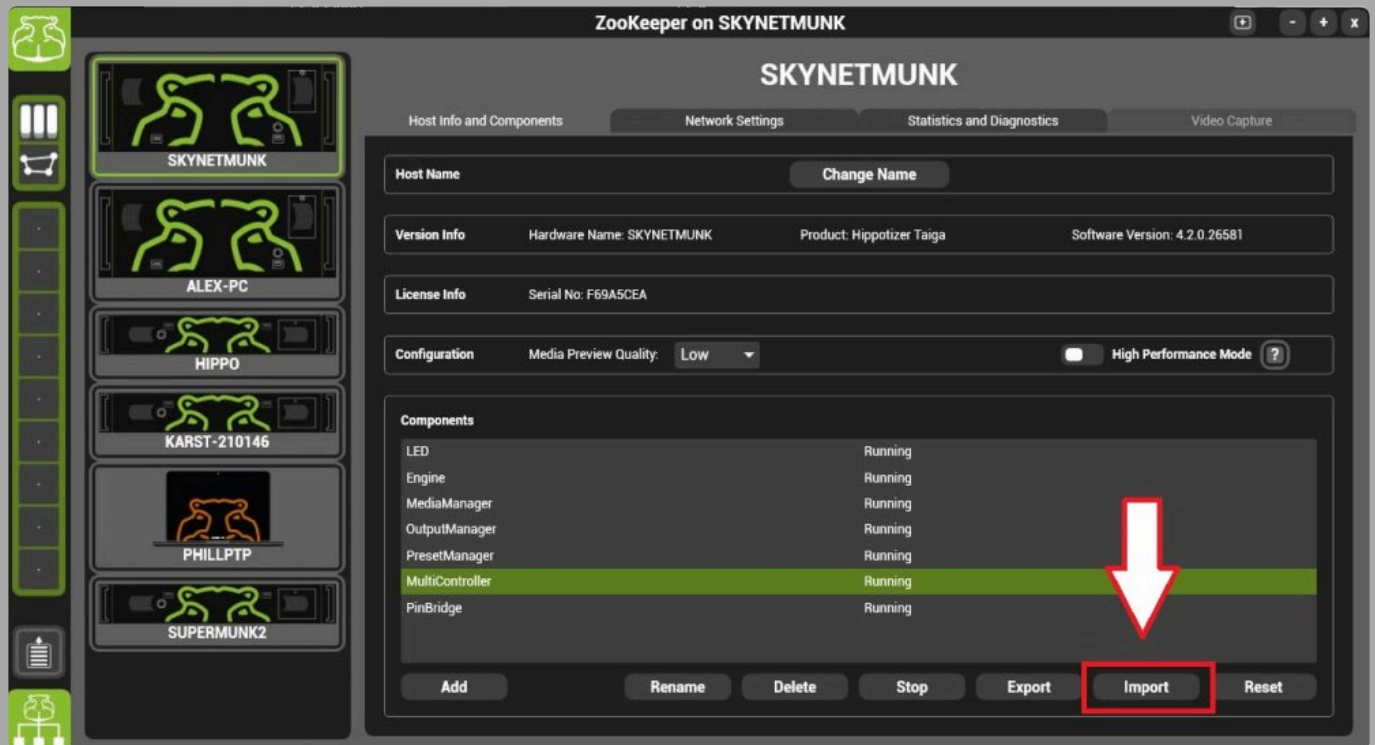 ZooKeeper on SKYNETMUNK
- + x
SKYNETMUNK
ALEX-PC
HIPPO
KARST-210146
PHILLPTP
SUPERMUNK2
SKYNETMUNK
Host Info and Components Network Settings Statistics and Diagnostics Video Capture
Host Name Change Name
Version Info Hardware Name: SKYNETMUNK Product: Hippotizer Taiga Software Version: 4.2.0.26581
License Info Serial No: F69A5CEA
Configuration Media Preview Quality: Low High Performance Mode ?
Components
LED Running
Engine Running
MediaManager Running
OutputManager Running
PresetManager Running
MultiController Running
PinBridge Running
Add Rename Delete Stop Export Import Reset